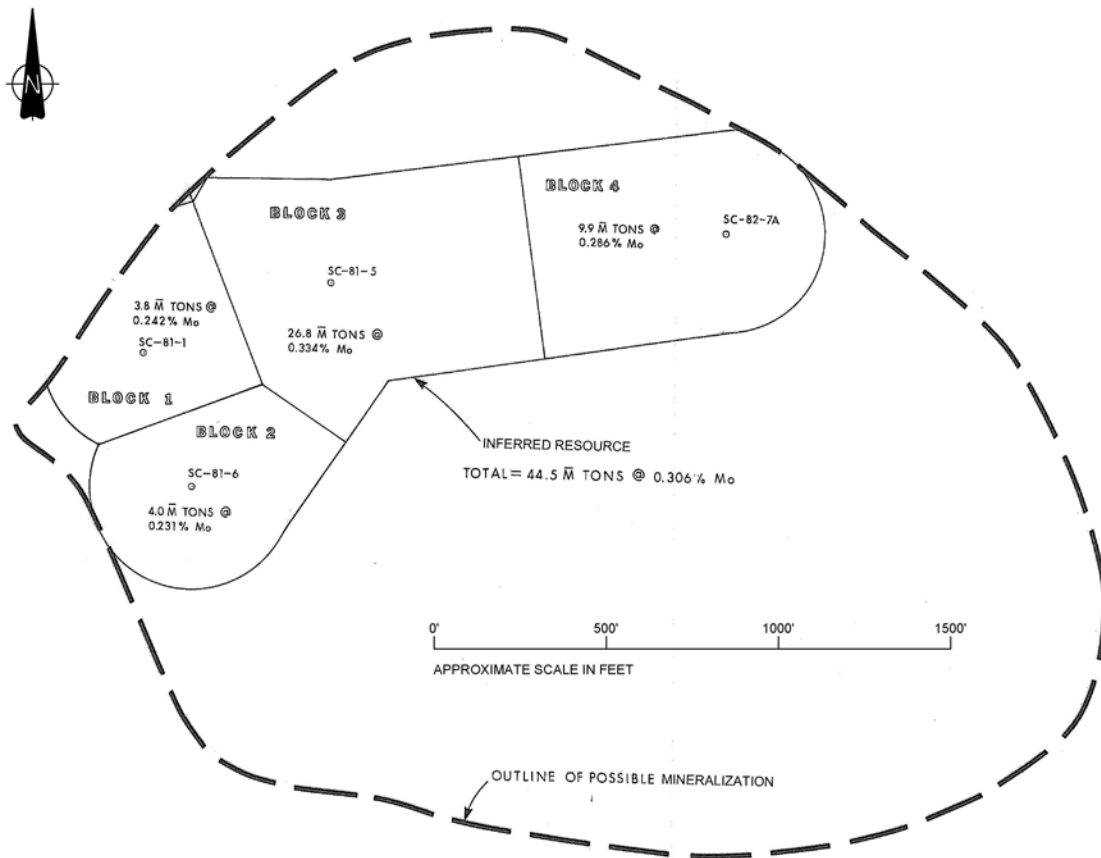 N
BLOCK 3
BLOCK 4
9.9 M̅ TONS @
0.286% Mo
SC-82-7A
SC-81-5
3.8 M̅ TONS @
0.242% Mo
SC-81-1
26.8 M̅ TONS @
0.334% Mo
BLOCK 1
BLOCK 2
SC-81-6
4.0 M̅ TONS @
0.231% Mo
INFERRED RESOURCE
TOTAL = 44.5 M̅ TONS @ 0.306% Mo
0' 500' 1000' 1500'
APPROXIMATE SCALE IN FEET
OUTLINE OF POSSIBLE MINERALIZATION